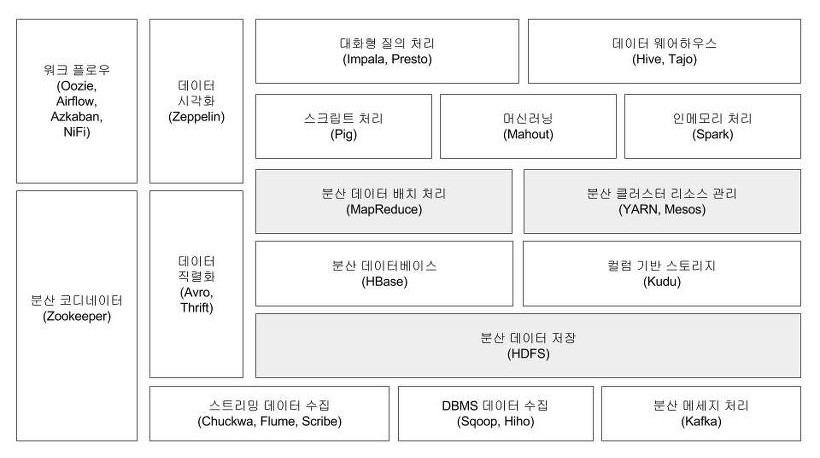 워크 플로우
(Oozie,
Airflow,
Azkaban,
NiFi)
데이터
시각화
(Zeppelin)
대화형 질의 처리
(Impala, Presto)
데이터 웨어하우스
(Hive, Tajo)
스크립트 처리
(Pig)
머신러닝
(Mahout)
인메모리 처리
(Spark)
분산 데이터 배치 처리
(MapReduce)
분산 클러스터 리소스 관리
(YARN, Mesos)
분산 코디네이터
(Zookeeper)
데이터
직렬화
(Avro,
Thrift)
분산 데이터베이스
(HBase)
컬럼 기반 스토리지
(Kudu)
분산 데이터 저장
(HDFS)
스트리밍 데이터 수집
(Chuckwa, Flume, Scribe)
DBMS 데이터 수집
(Sqoop, Hiho)
분산 메세지 처리
(Kafka)